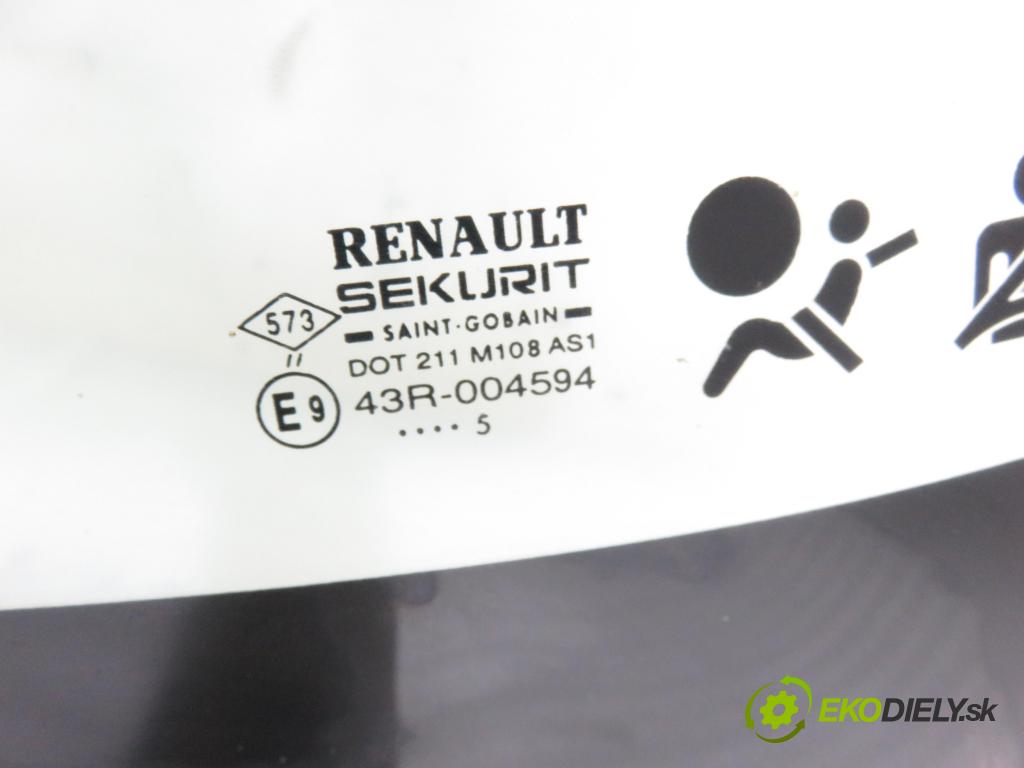 RENAULT
SEKURIT
SAINT-GOBAIN
573
DOT 211 M108 AS1
E9 43R-004594
.... 5
EKODIELY.sk